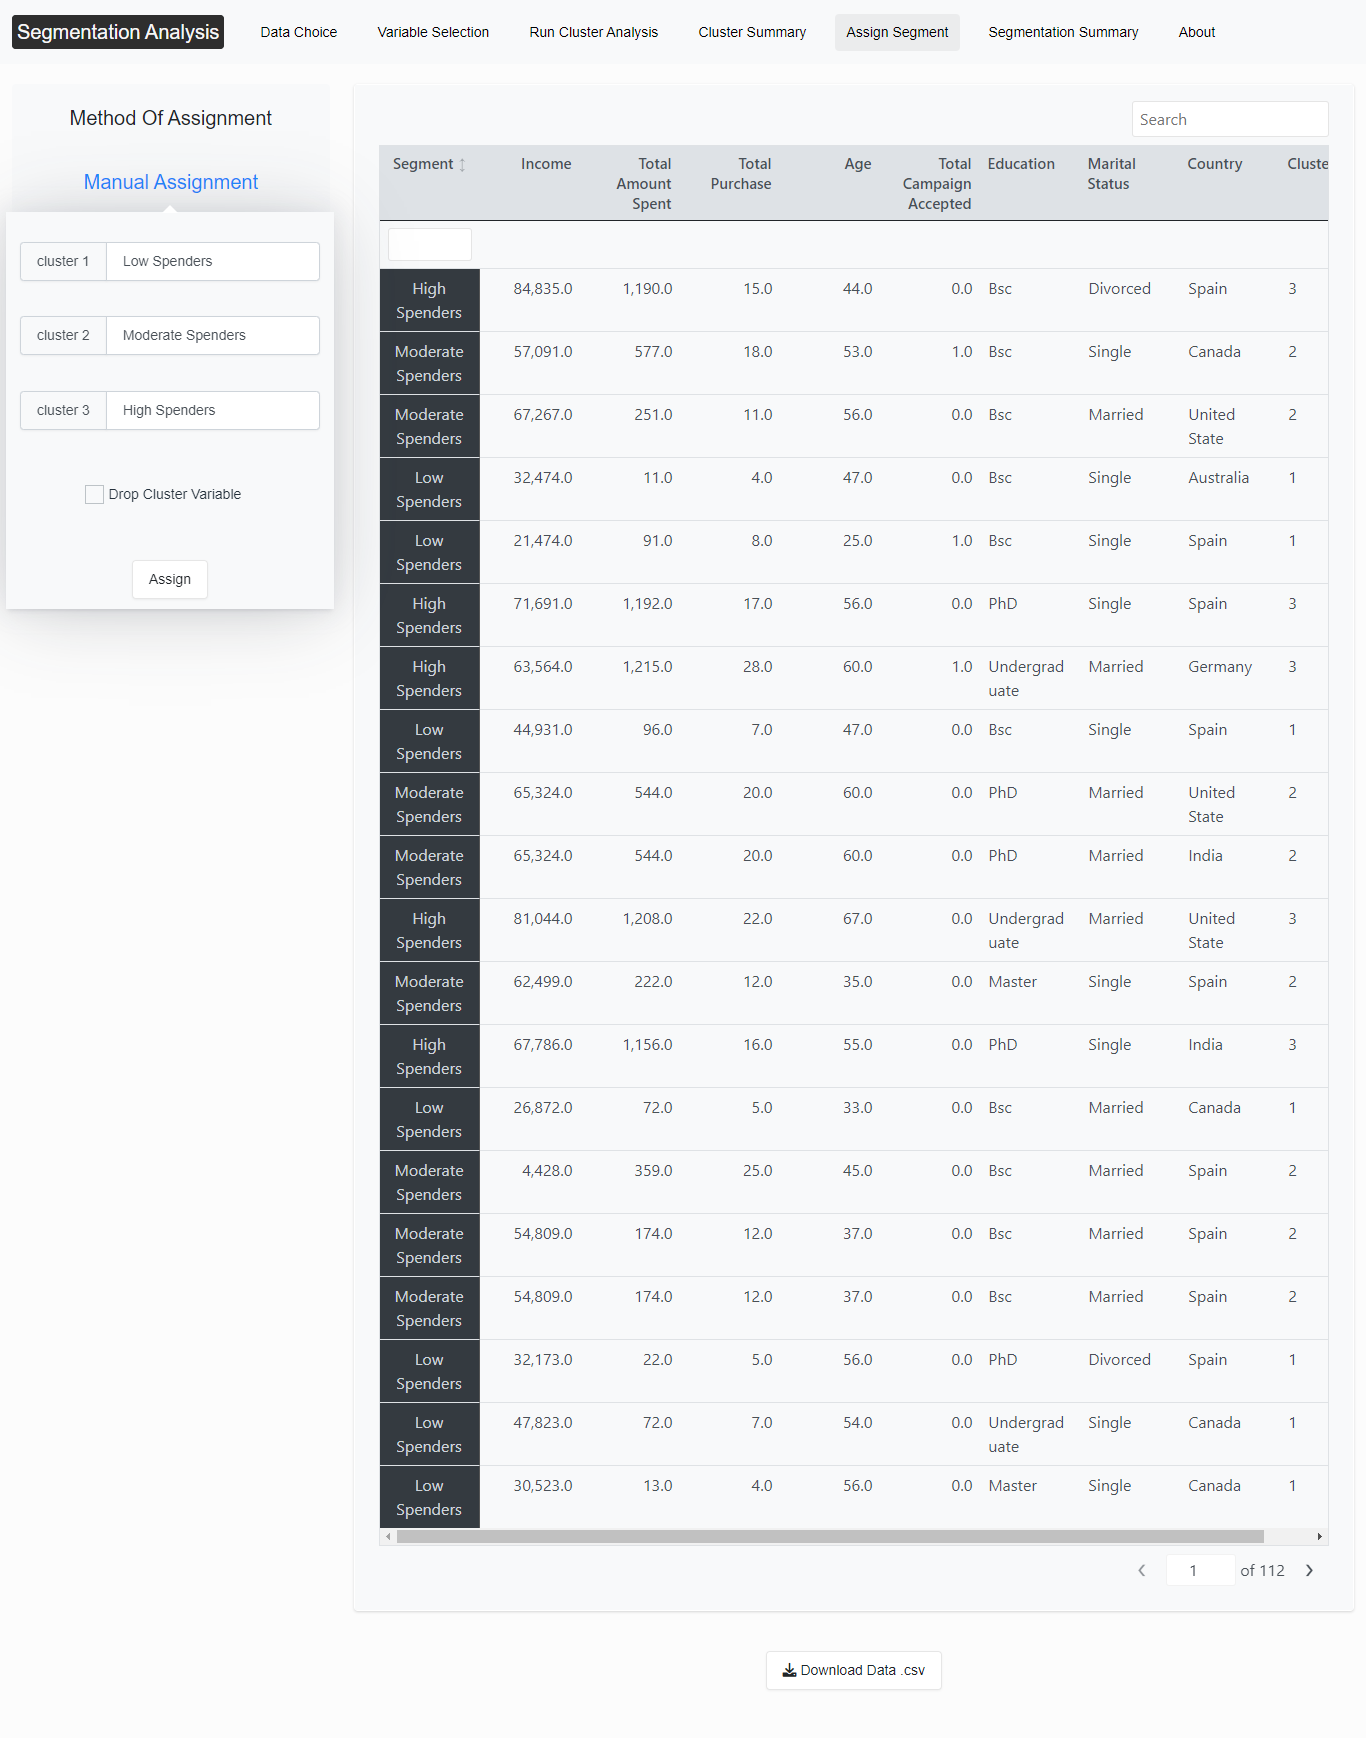 Segmentation Analysis Data Choice Variable Selection Run Cluster Analysis Cluster Summary Assign Segment Segmentation Summary About
Method Of Assignment
Manual Assignment
cluster 1 Low Spenders
cluster 2 Moderate Spenders
cluster 3 High Spenders
Drop Cluster Variable
Assign
Search
Segment Income Total Amount Spent Total Purchase Age Total Campaign Accepted Education Marital Status Country Cluste
High Spenders 84,835.0 1,190.0 15.0 44.0 0.0 Bsc Divorced Spain 3
Moderate Spenders 57,091.0 577.0 18.0 53.0 1.0 Bsc Single Canada 2
Moderate Spenders 67,267.0 251.0 11.0 56.0 0.0 Bsc Married United State 2
Low Spenders 32,474.0 11.0 4.0 47.0 0.0 Bsc Single Australia 1
Low Spenders 21,474.0 91.0 8.0 25.0 1.0 Bsc Single Spain 1
High Spenders 71,691.0 1,192.0 17.0 56.0 0.0 PhD Single Spain 3
High Spenders 63,564.0 1,215.0 28.0 60.0 1.0 Undergraduate Married Germany 3
Low Spenders 44,931.0 96.0 7.0 47.0 0.0 Bsc Single Spain 1
Moderate Spenders 65,324.0 544.0 20.0 60.0 0.0 PhD Married United State 2
Moderate Spenders 65,324.0 544.0 20.0 60.0 0.0 PhD Married India 2
High Spenders 81,044.0 1,208.0 22.0 67.0 0.0 Undergraduate Married United State 3
Moderate Spenders 62,499.0 222.0 12.0 35.0 0.0 Master Single Spain 2
High Spenders 67,786.0 1,156.0 16.0 55.0 0.0 PhD Single India 3
Low Spenders 26,872.0 72.0 5.0 33.0 0.0 Bsc Married Canada 1
Moderate Spenders 4,428.0 359.0 25.0 45.0 0.0 Bsc Married Spain 2
Moderate Spenders 54,809.0 174.0 12.0 37.0 0.0 Bsc Married Spain 2
Moderate Spenders 54,809.0 174.0 12.0 37.0 0.0 Bsc Married Spain 2
Low Spenders 32,173.0 22.0 5.0 56.0 0.0 PhD Divorced Spain 1
Low Spenders 47,823.0 72.0 7.0 54.0 0.0 Undergraduate Single Canada 1
Low Spenders 30,523.0 13.0 4.0 56.0 0.0 Master Single Canada 1
1 of 112
Download Data .csv